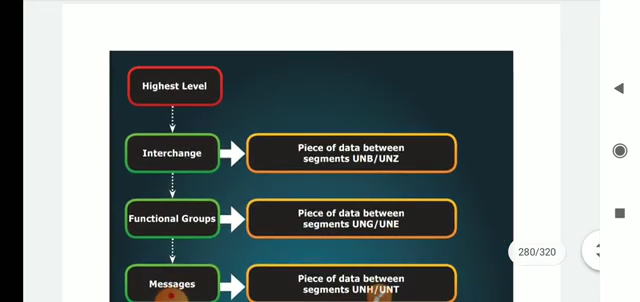 Highest Level
Interchange
Piece of data between
segments UNB/UNZ
Functional Groups
Piece of data between
segments UNG/UNE
280/320
Messages
Piece of data between
segments UNH/UNT